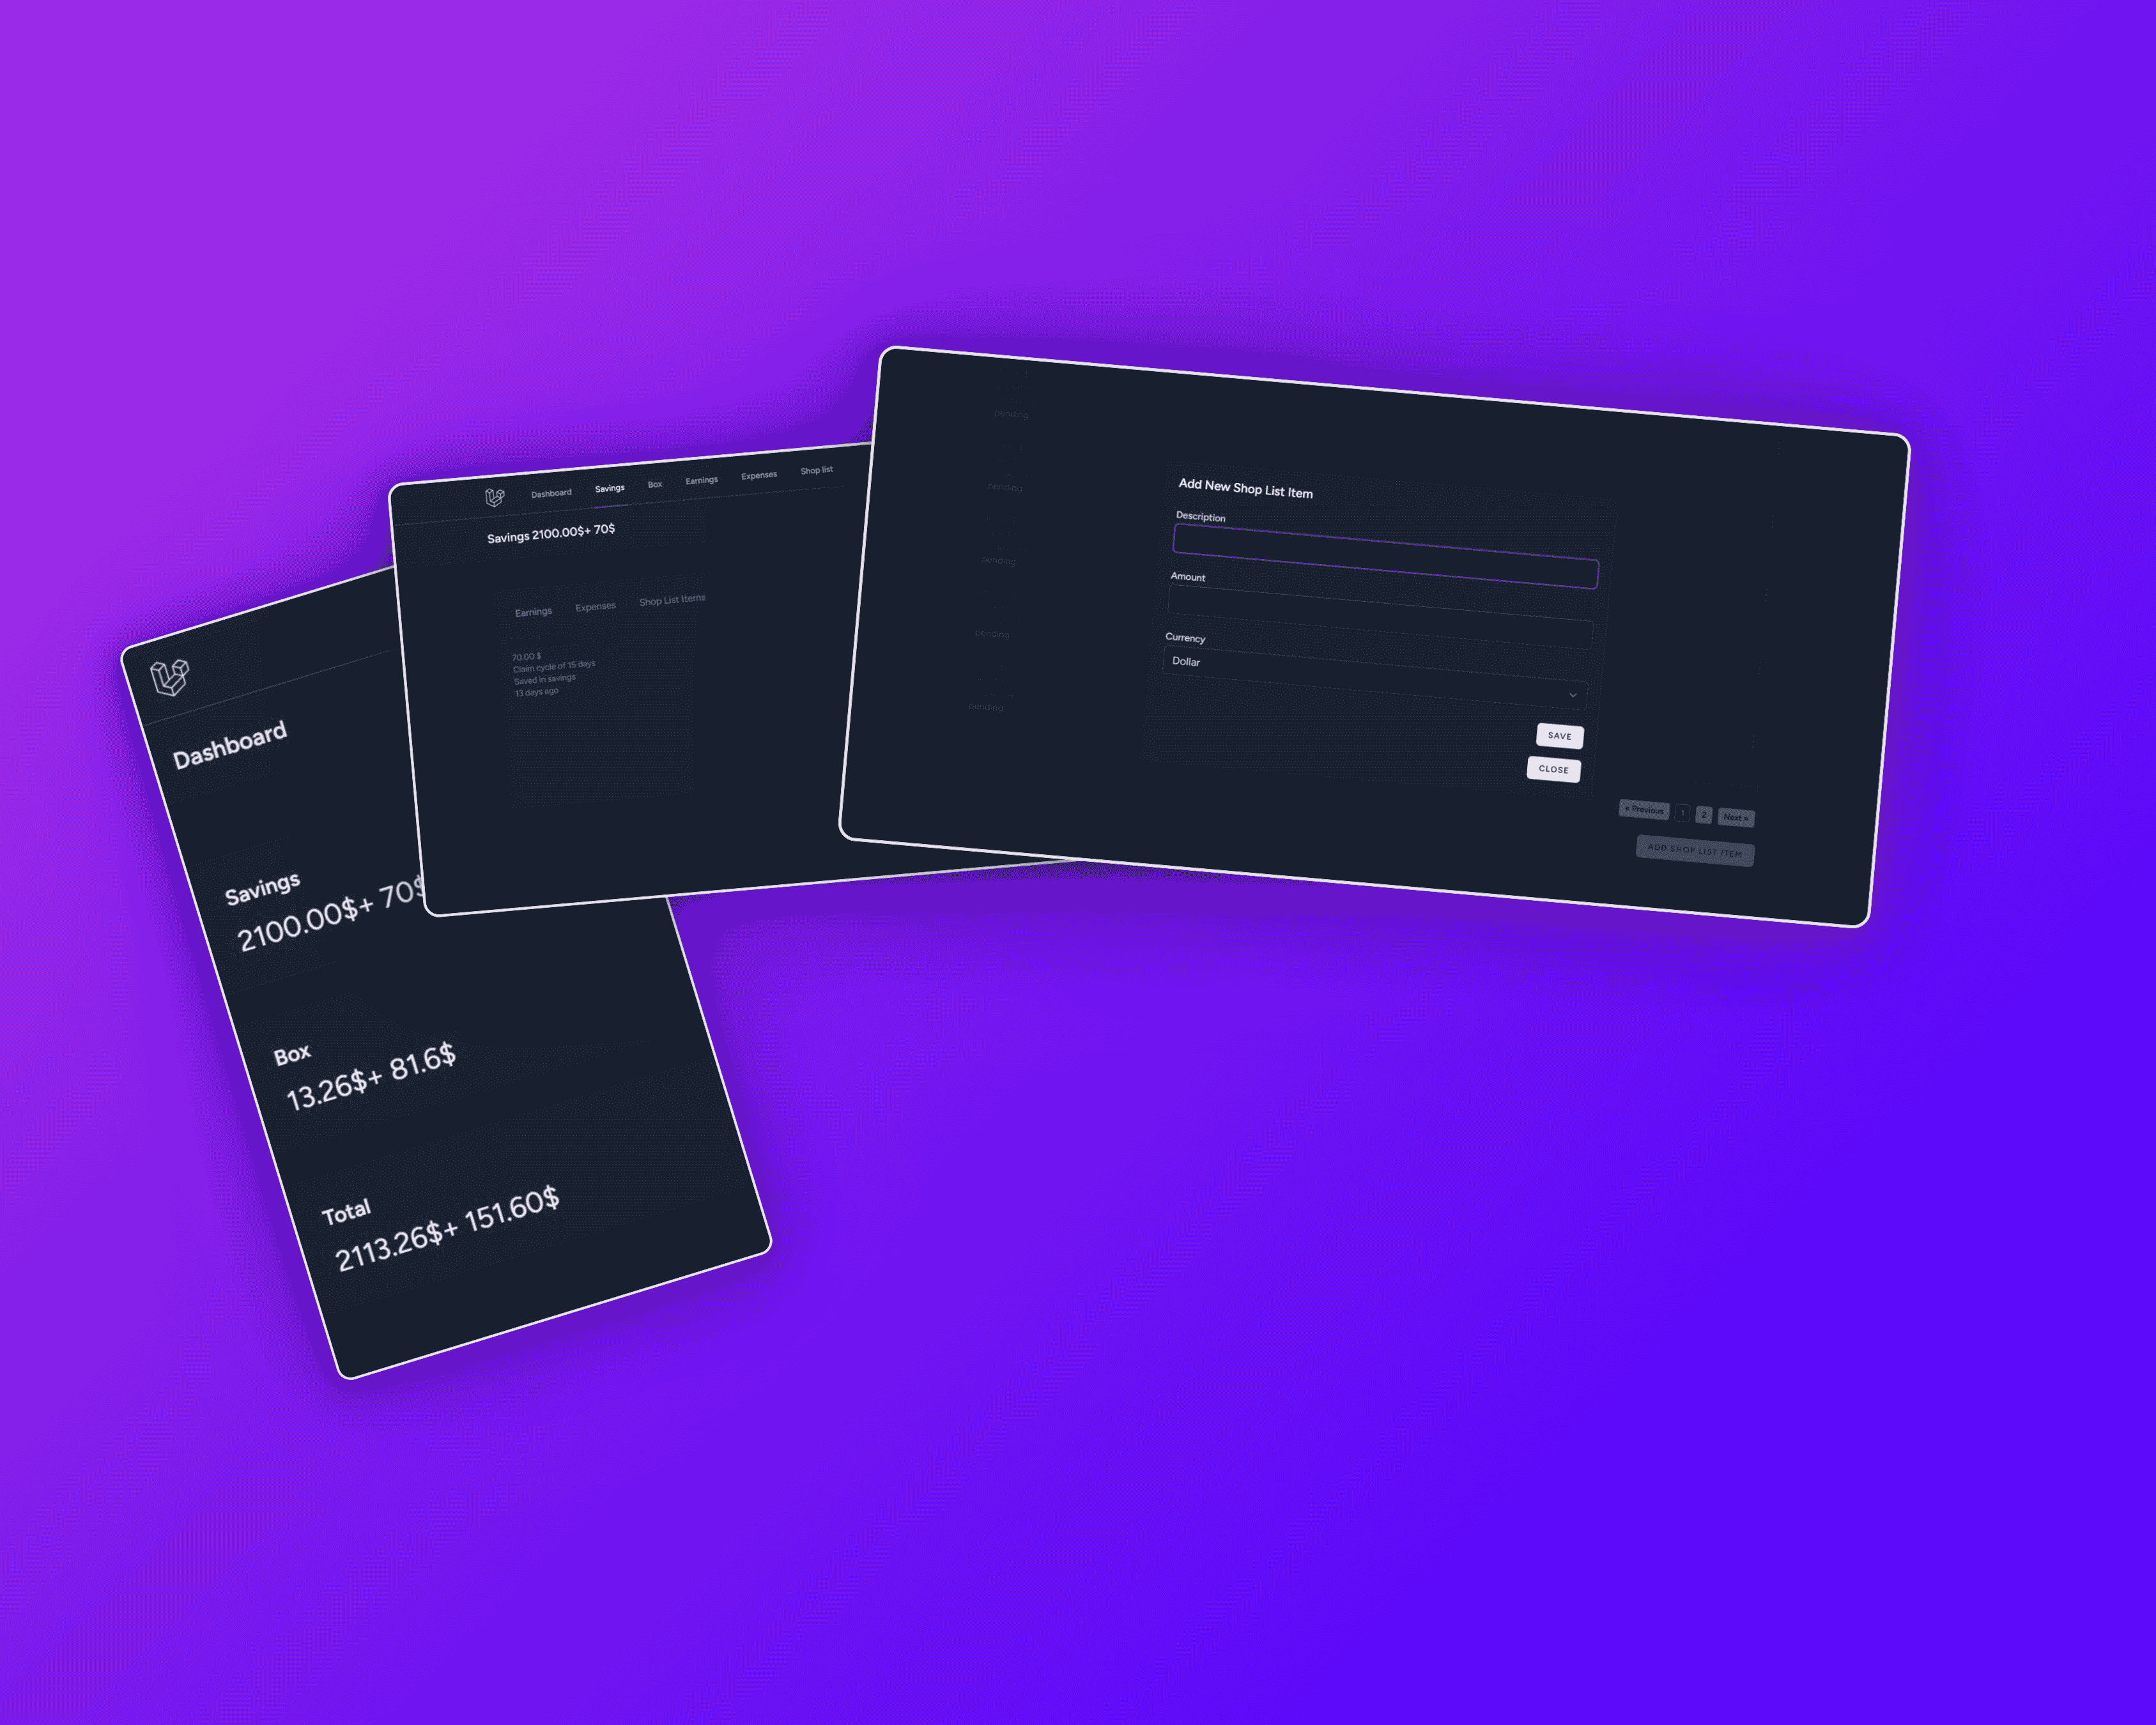 Dashboard
Savings
2100.00$+ 70$
Box
13.26$+ 81.6$
Total
2113.26$+ 151.60$
Dashboard Savings Box Earnings Expenses Shop list
Savings 2100.00$+ 70$
Earnings Expenses Shop List Items
70.00 $
Claim cycle of 15 days
Saved in savings
13 days ago
pending
pending
pending
pending
pending
Add New Shop List Item
Description
Amount
Currency
Dollar
SAVE
CLOSE
« Previous 1 2 Next »
ADD SHOP LIST ITEM